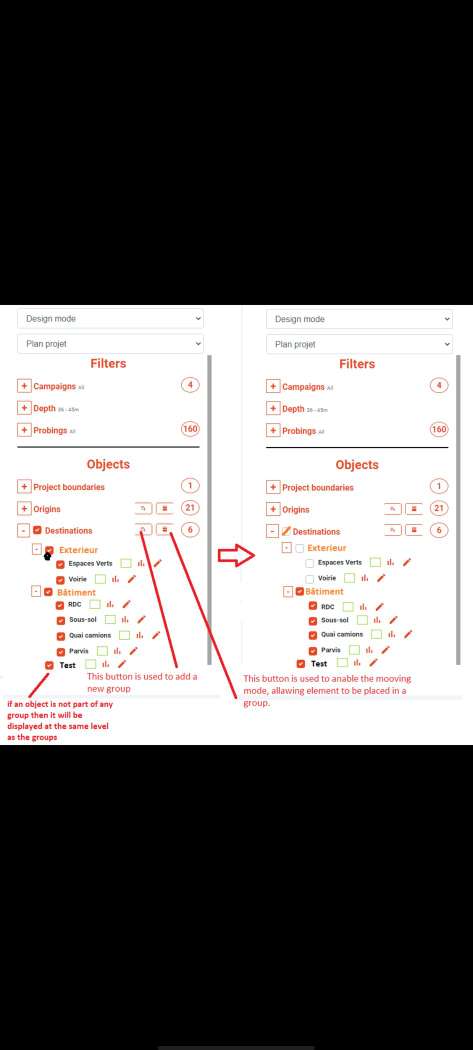 Design mode
Plan projet
Filters
+ Campaigns All
4
+ Depth 26 - 45m
+ Probings All
160
Objects
+ Project boundaries
1
+ Origins
21
- Destinations
6
- Exterieur
Espaces Verts
Voirie
- Bâtiment
RDC
Sous-sol
Quai camions
Parvis
Test
This button is used to add a
new group
if an object is not part of any
group then it will be
displayed at the same level
as the groups
Design mode
Plan projet
Filters
+ Campaigns All
4
+ Depth 26 - 45m
+ Probings All
160
Objects
+ Project boundaries
1
+ Origins
21
Destinations
6
- Exterieur
Espaces Verts
Voirie
- Bâtiment
RDC
Sous-sol
Quai camions
Parvis
Test
This button is used to anable the mooving
mode, allawing element to be placed in a
group.